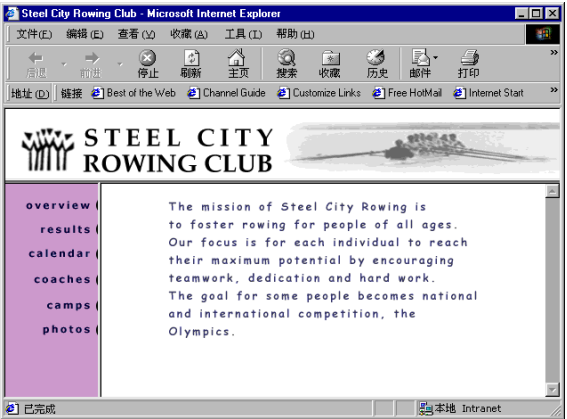 Steel City Rowing Club - Microsoft Internet Explorer
文件(F) 编辑(E) 查看(V) 收藏(A) 工具(T) 帮助(H)
后退 前进 停止 刷新 主页 搜索 收藏 历史 邮件 打印 »
地址(D) 链接 Best of the Web Channel Guide Customize Links Free HotMail Internet Start »
STEEL CITY
ROWING CLUB
overview
results
calendar
coaches
camps
photos
The mission of Steel City Rowing is
to foster rowing for people of all ages.
Our focus is for each individual to reach
their maximum potential by encouraging
teamwork, dedication and hard work.
The goal for some people becomes national
and international competition, the
Olympics.
已完成 本地 Intranet